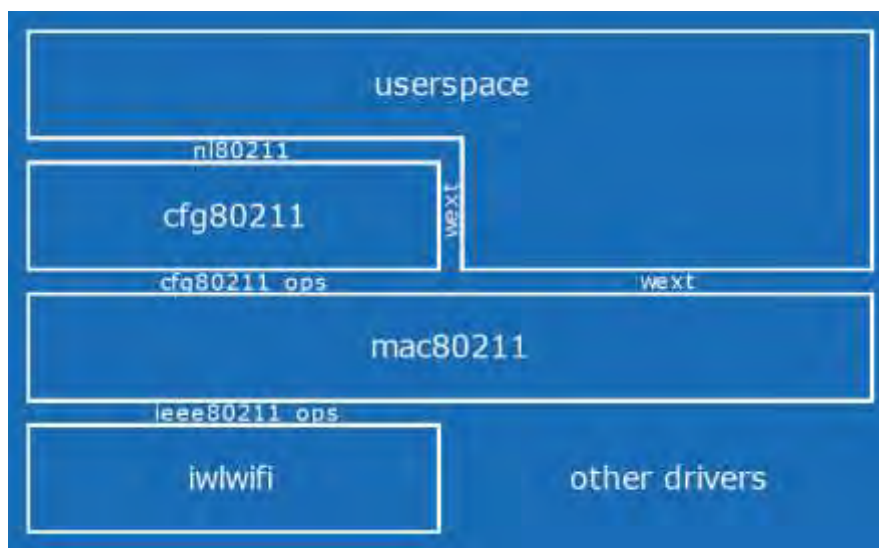 userspace
nl80211
cfg80211
wext
cfg80211 ops
wext
mac80211
ieee80211 ops
iwlwifi
other drivers